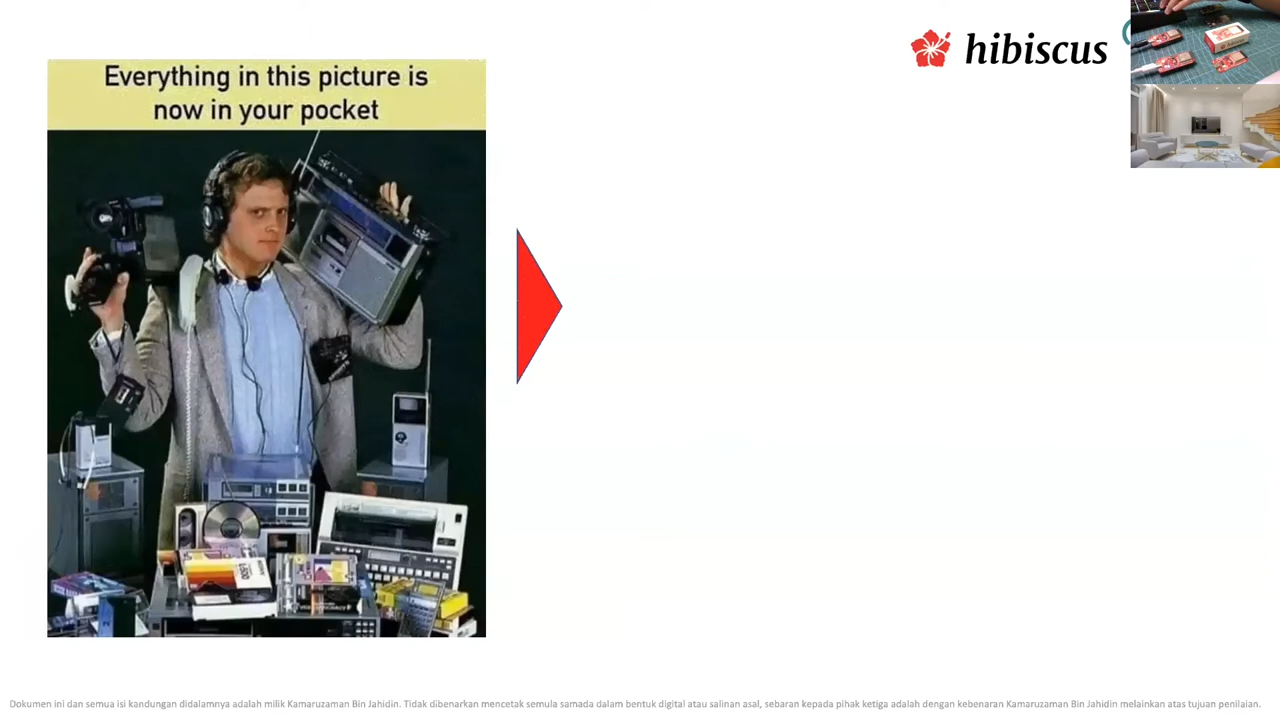 hibiscus
Everything in this picture is
now in your pocket
Dokumen ini dan semua isi kandungan didalamnya adalah milik Kamaruzaman Bin Jahidin. Tidak dibenarkan mencetak semula samada dalam bentuk digital atau salinan asal, sebaran kepada pihak ketiga adalah dengan kebenaran Kamaruzaman Bin Jahidin melainkan atas tujuan penilaian.